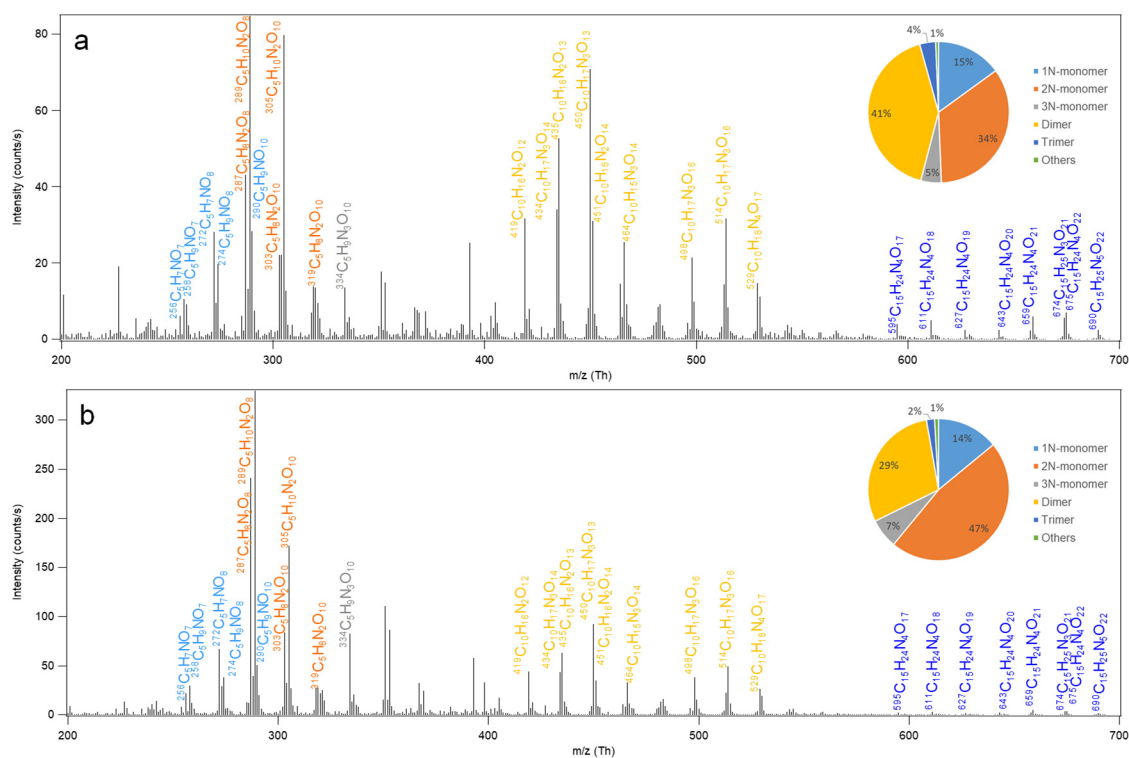 a
Intensity (counts/s)
80
60
40
20
0
200
300
400
500
600
700
m/z (Th)
256C5H7NO7
258C5H9NO7
272C5H7NO8
274C5H9NO8
287C5H8N2O8
289C5H10N2O8
290C5H9NO10
303C5H8N2O10
305C5H10N2O10
319C5H8N2O10
334C5H9N3O10
419C10H16N2O12
434C10H17N3O14
435C10H16N2O13
450C10H17N3O13
451C10H16N2O14
464C10H15N3O14
498C10H17N3O16
514C10H17N3O16
529C10H18N4O17
595C15H24N4O17
611C15H24N4O18
627C15H24N4O19
643C15H24N4O20
659C15H24N4O21
674C15H25N3O21
675C15H24N4O22
690C15H25N5O22
4%
1%
15%
41%
34%
5%
1N-monomer
2N-monomer
3N-monomer
Dimer
Trimer
Others
b
Intensity (counts/s)
300
250
200
150
100
50
0
200
300
400
500
600
700
m/z (Th)
256C5H7NO7
258C5H9NO7
272C5H7NO8
274C5H9NO8
287C5H8N2O8
289C5H10N2O8
290C5H9NO10
303C5H8N2O10
305C5H10N2O10
319C5H8N2O10
334C5H9N3O10
419C10H16N2O12
434C10H17N3O14
435C10H16N2O13
450C10H17N3O13
451C10H16N2O14
464C10H15N3O14
498C10H17N3O16
514C10H17N3O16
529C10H18N4O17
595C15H24N4O17
611C15H24N4O18
627C15H24N4O19
643C15H24N4O20
659C15H24N4O21
674C15H25N3O21
675C15H24N4O22
690C15H25N5O22
2%
1%
14%
29%
47%
7%
1N-monomer
2N-monomer
3N-monomer
Dimer
Trimer
Others